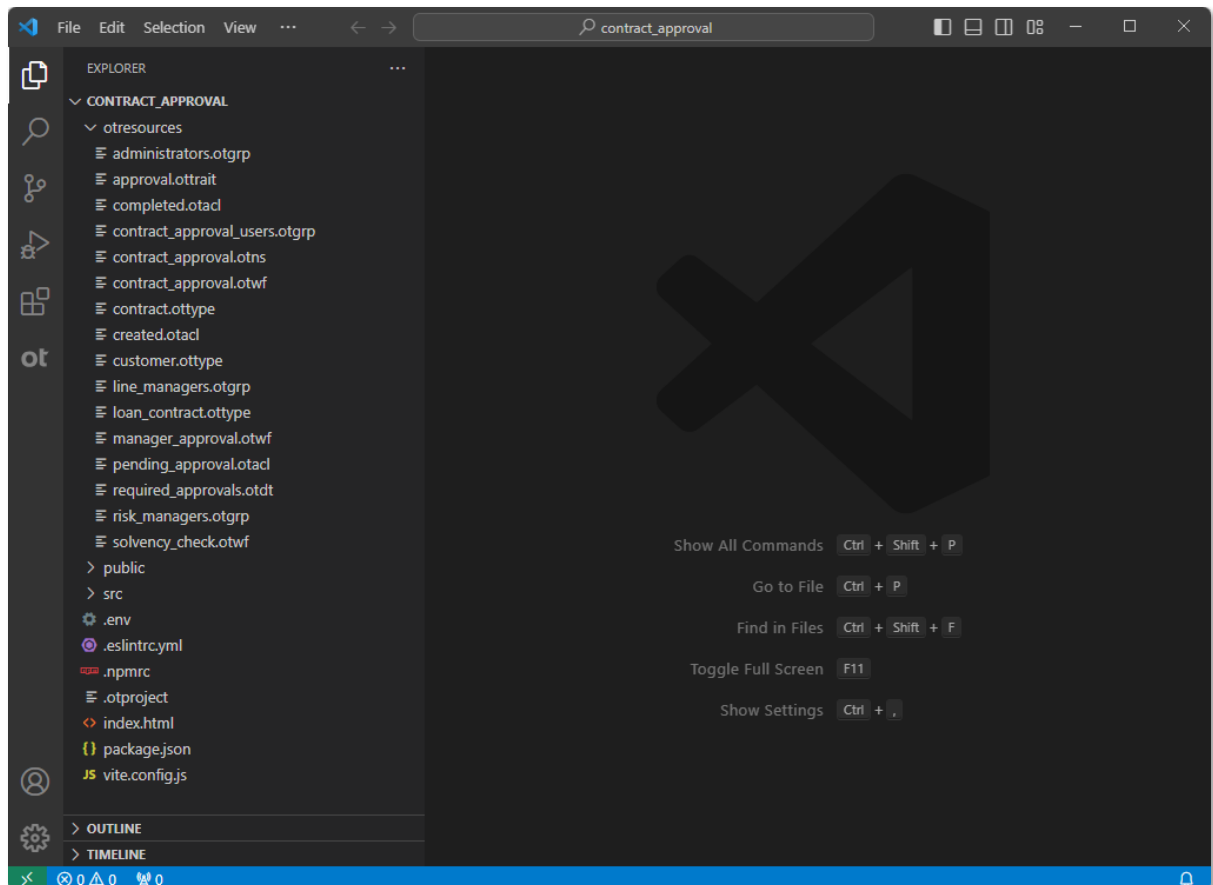 File Edit Selection View ··· contract_approval
EXPLORER ···
CONTRACT_APPROVAL
otresources
administrators.otgrp
approval.ottrait
completed.otacl
contract_approval_users.otgrp
contract_approval.otns
contract_approval.otwf
contract.ottype
created.otacl
ot
customer.ottype
line_managers.otgrp
loan_contract.ottype
manager_approval.otwf
pending_approval.otacl
required_approvals.otdt
risk_managers.otgrp
solvency_check.otwf
public
src
.env
.eslintrc.yml
npm .npmrc
.otproject
<> index.html
{} package.json
JS vite.config.js
OUTLINE
TIMELINE
Show All Commands Ctrl + Shift + P
Go to File Ctrl + P
Find in Files Ctrl + Shift + F
Toggle Full Screen F11
Show Settings Ctrl + ,
0 0 0